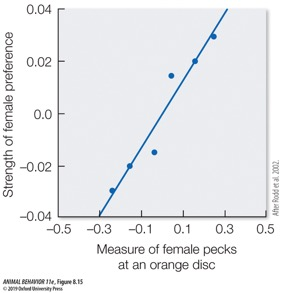 0.04
0.02
0.0
–0.02
–0.04
Strength of female preference
–0.5 –0.3 –0.1 0.1 0.3 0.5
Measure of female pecks
at an orange disc
After Rodd et al. 2002.
ANIMAL BEHAVIOR 11e, Figure 8.15
© 2019 Oxford University Press